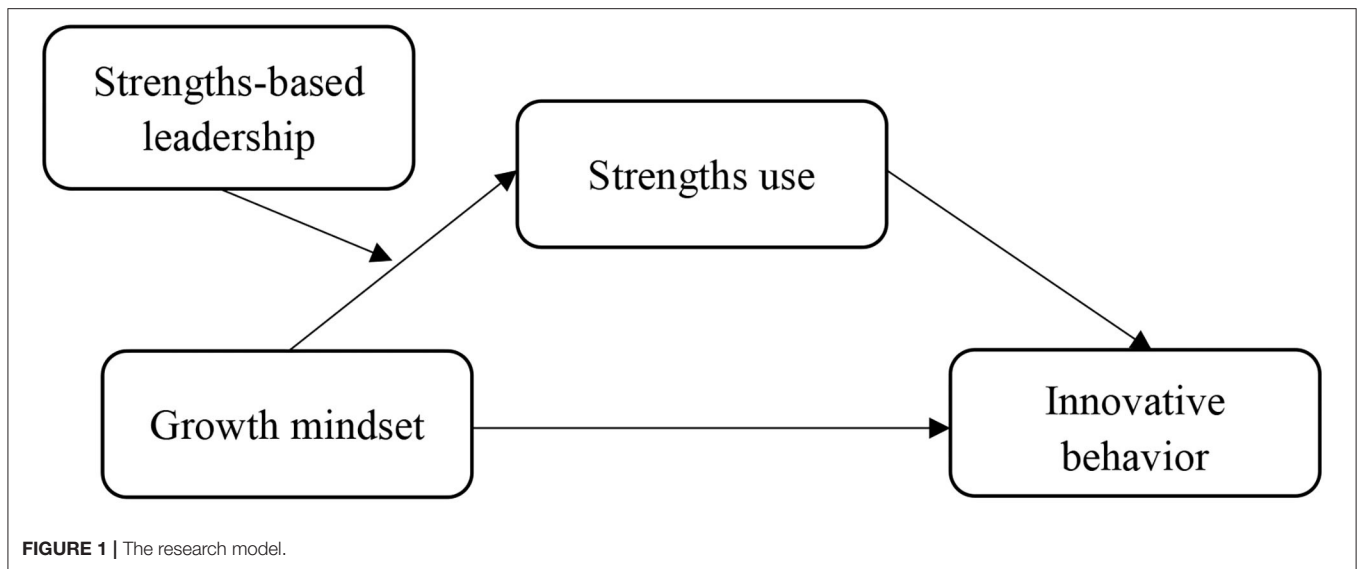 Strengths-based
leadership
Strengths use
Growth mindset
Innovative
behavior
FIGURE 1 | The research model.